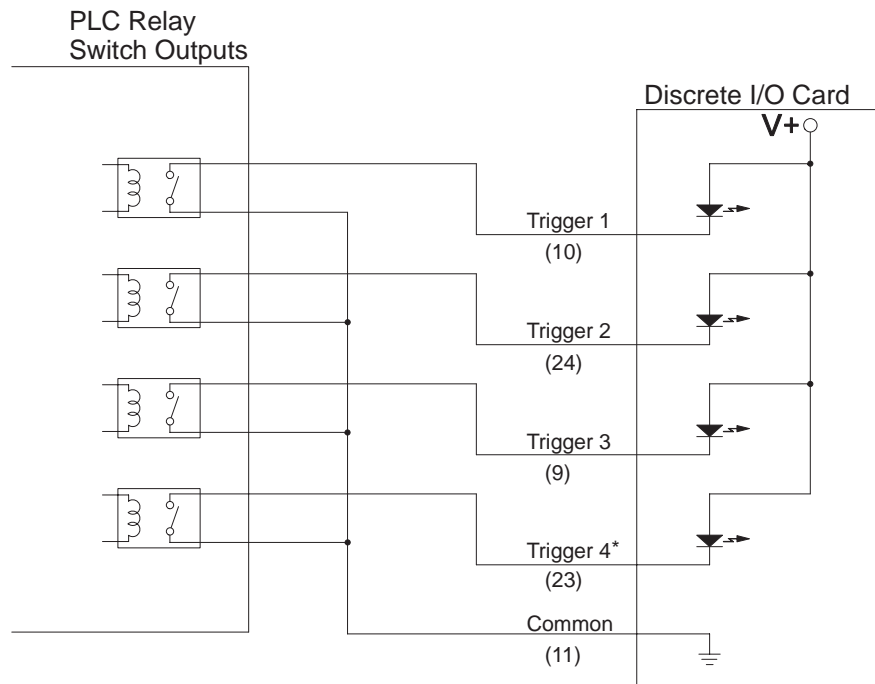 PLC Relay
Switch Outputs
Discrete I/O Card
V+
Trigger 1
(10)
Trigger 2
(24)
Trigger 3
(9)
Trigger 4*
(23)
Common
(11)